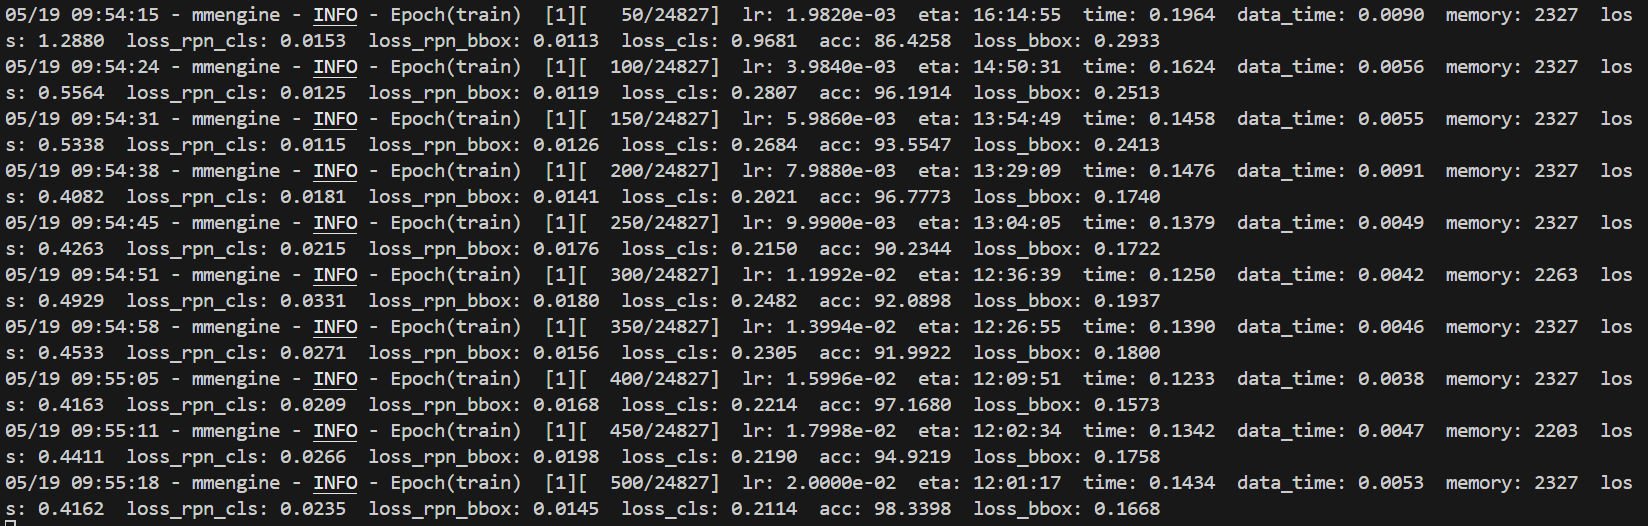 05/19 09:54:15 - mmengine - INFO - Epoch(train)  [1][   50/24827]  lr: 1.9820e-03  eta: 16:14:55  time: 0.1964  data_time: 0.0090  memory: 2327  los
s: 1.2880  loss_rpn_cls: 0.0153  loss_rpn_bbox: 0.0113  loss_cls: 0.9681  acc: 86.4258  loss_bbox: 0.2933
05/19 09:54:24 - mmengine - INFO - Epoch(train)  [1][  100/24827]  lr: 3.9840e-03  eta: 14:50:31  time: 0.1624  data_time: 0.0056  memory: 2327  los
s: 0.5564  loss_rpn_cls: 0.0125  loss_rpn_bbox: 0.0119  loss_cls: 0.2807  acc: 96.1914  loss_bbox: 0.2513
05/19 09:54:31 - mmengine - INFO - Epoch(train)  [1][  150/24827]  lr: 5.9860e-03  eta: 13:54:49  time: 0.1458  data_time: 0.0055  memory: 2327  los
s: 0.5338  loss_rpn_cls: 0.0115  loss_rpn_bbox: 0.0126  loss_cls: 0.2684  acc: 93.5547  loss_bbox: 0.2413
05/19 09:54:38 - mmengine - INFO - Epoch(train)  [1][  200/24827]  lr: 7.9880e-03  eta: 13:29:09  time: 0.1476  data_time: 0.0091  memory: 2327  los
s: 0.4082  loss_rpn_cls: 0.0181  loss_rpn_bbox: 0.0141  loss_cls: 0.2021  acc: 96.7773  loss_bbox: 0.1740
05/19 09:54:45 - mmengine - INFO - Epoch(train)  [1][  250/24827]  lr: 9.9900e-03  eta: 13:04:05  time: 0.1379  data_time: 0.0049  memory: 2327  los
s: 0.4263  loss_rpn_cls: 0.0215  loss_rpn_bbox: 0.0176  loss_cls: 0.2150  acc: 90.2344  loss_bbox: 0.1722
05/19 09:54:51 - mmengine - INFO - Epoch(train)  [1][  300/24827]  lr: 1.1992e-02  eta: 12:36:39  time: 0.1250  data_time: 0.0042  memory: 2263  los
s: 0.4929  loss_rpn_cls: 0.0331  loss_rpn_bbox: 0.0180  loss_cls: 0.2482  acc: 92.0898  loss_bbox: 0.1937
05/19 09:54:58 - mmengine - INFO - Epoch(train)  [1][  350/24827]  lr: 1.3994e-02  eta: 12:26:55  time: 0.1390  data_time: 0.0046  memory: 2327  los
s: 0.4533  loss_rpn_cls: 0.0271  loss_rpn_bbox: 0.0156  loss_cls: 0.2305  acc: 91.9922  loss_bbox: 0.1800
05/19 09:55:05 - mmengine - INFO - Epoch(train)  [1][  400/24827]  lr: 1.5996e-02  eta: 12:09:51  time: 0.1233  data_time: 0.0038  memory: 2327  los
s: 0.4163  loss_rpn_cls: 0.0209  loss_rpn_bbox: 0.0168  loss_cls: 0.2214  acc: 97.1680  loss_bbox: 0.1573
05/19 09:55:11 - mmengine - INFO - Epoch(train)  [1][  450/24827]  lr: 1.7998e-02  eta: 12:02:34  time: 0.1342  data_time: 0.0047  memory: 2203  los
s: 0.4411  loss_rpn_cls: 0.0266  loss_rpn_bbox: 0.0198  loss_cls: 0.2190  acc: 94.9219  loss_bbox: 0.1758
05/19 09:55:18 - mmengine - INFO - Epoch(train)  [1][  500/24827]  lr: 2.0000e-02  eta: 12:01:17  time: 0.1434  data_time: 0.0053  memory: 2327  los
s: 0.4162  loss_rpn_cls: 0.0235  loss_rpn_bbox: 0.0145  loss_cls: 0.2114  acc: 98.3398  loss_bbox: 0.1668